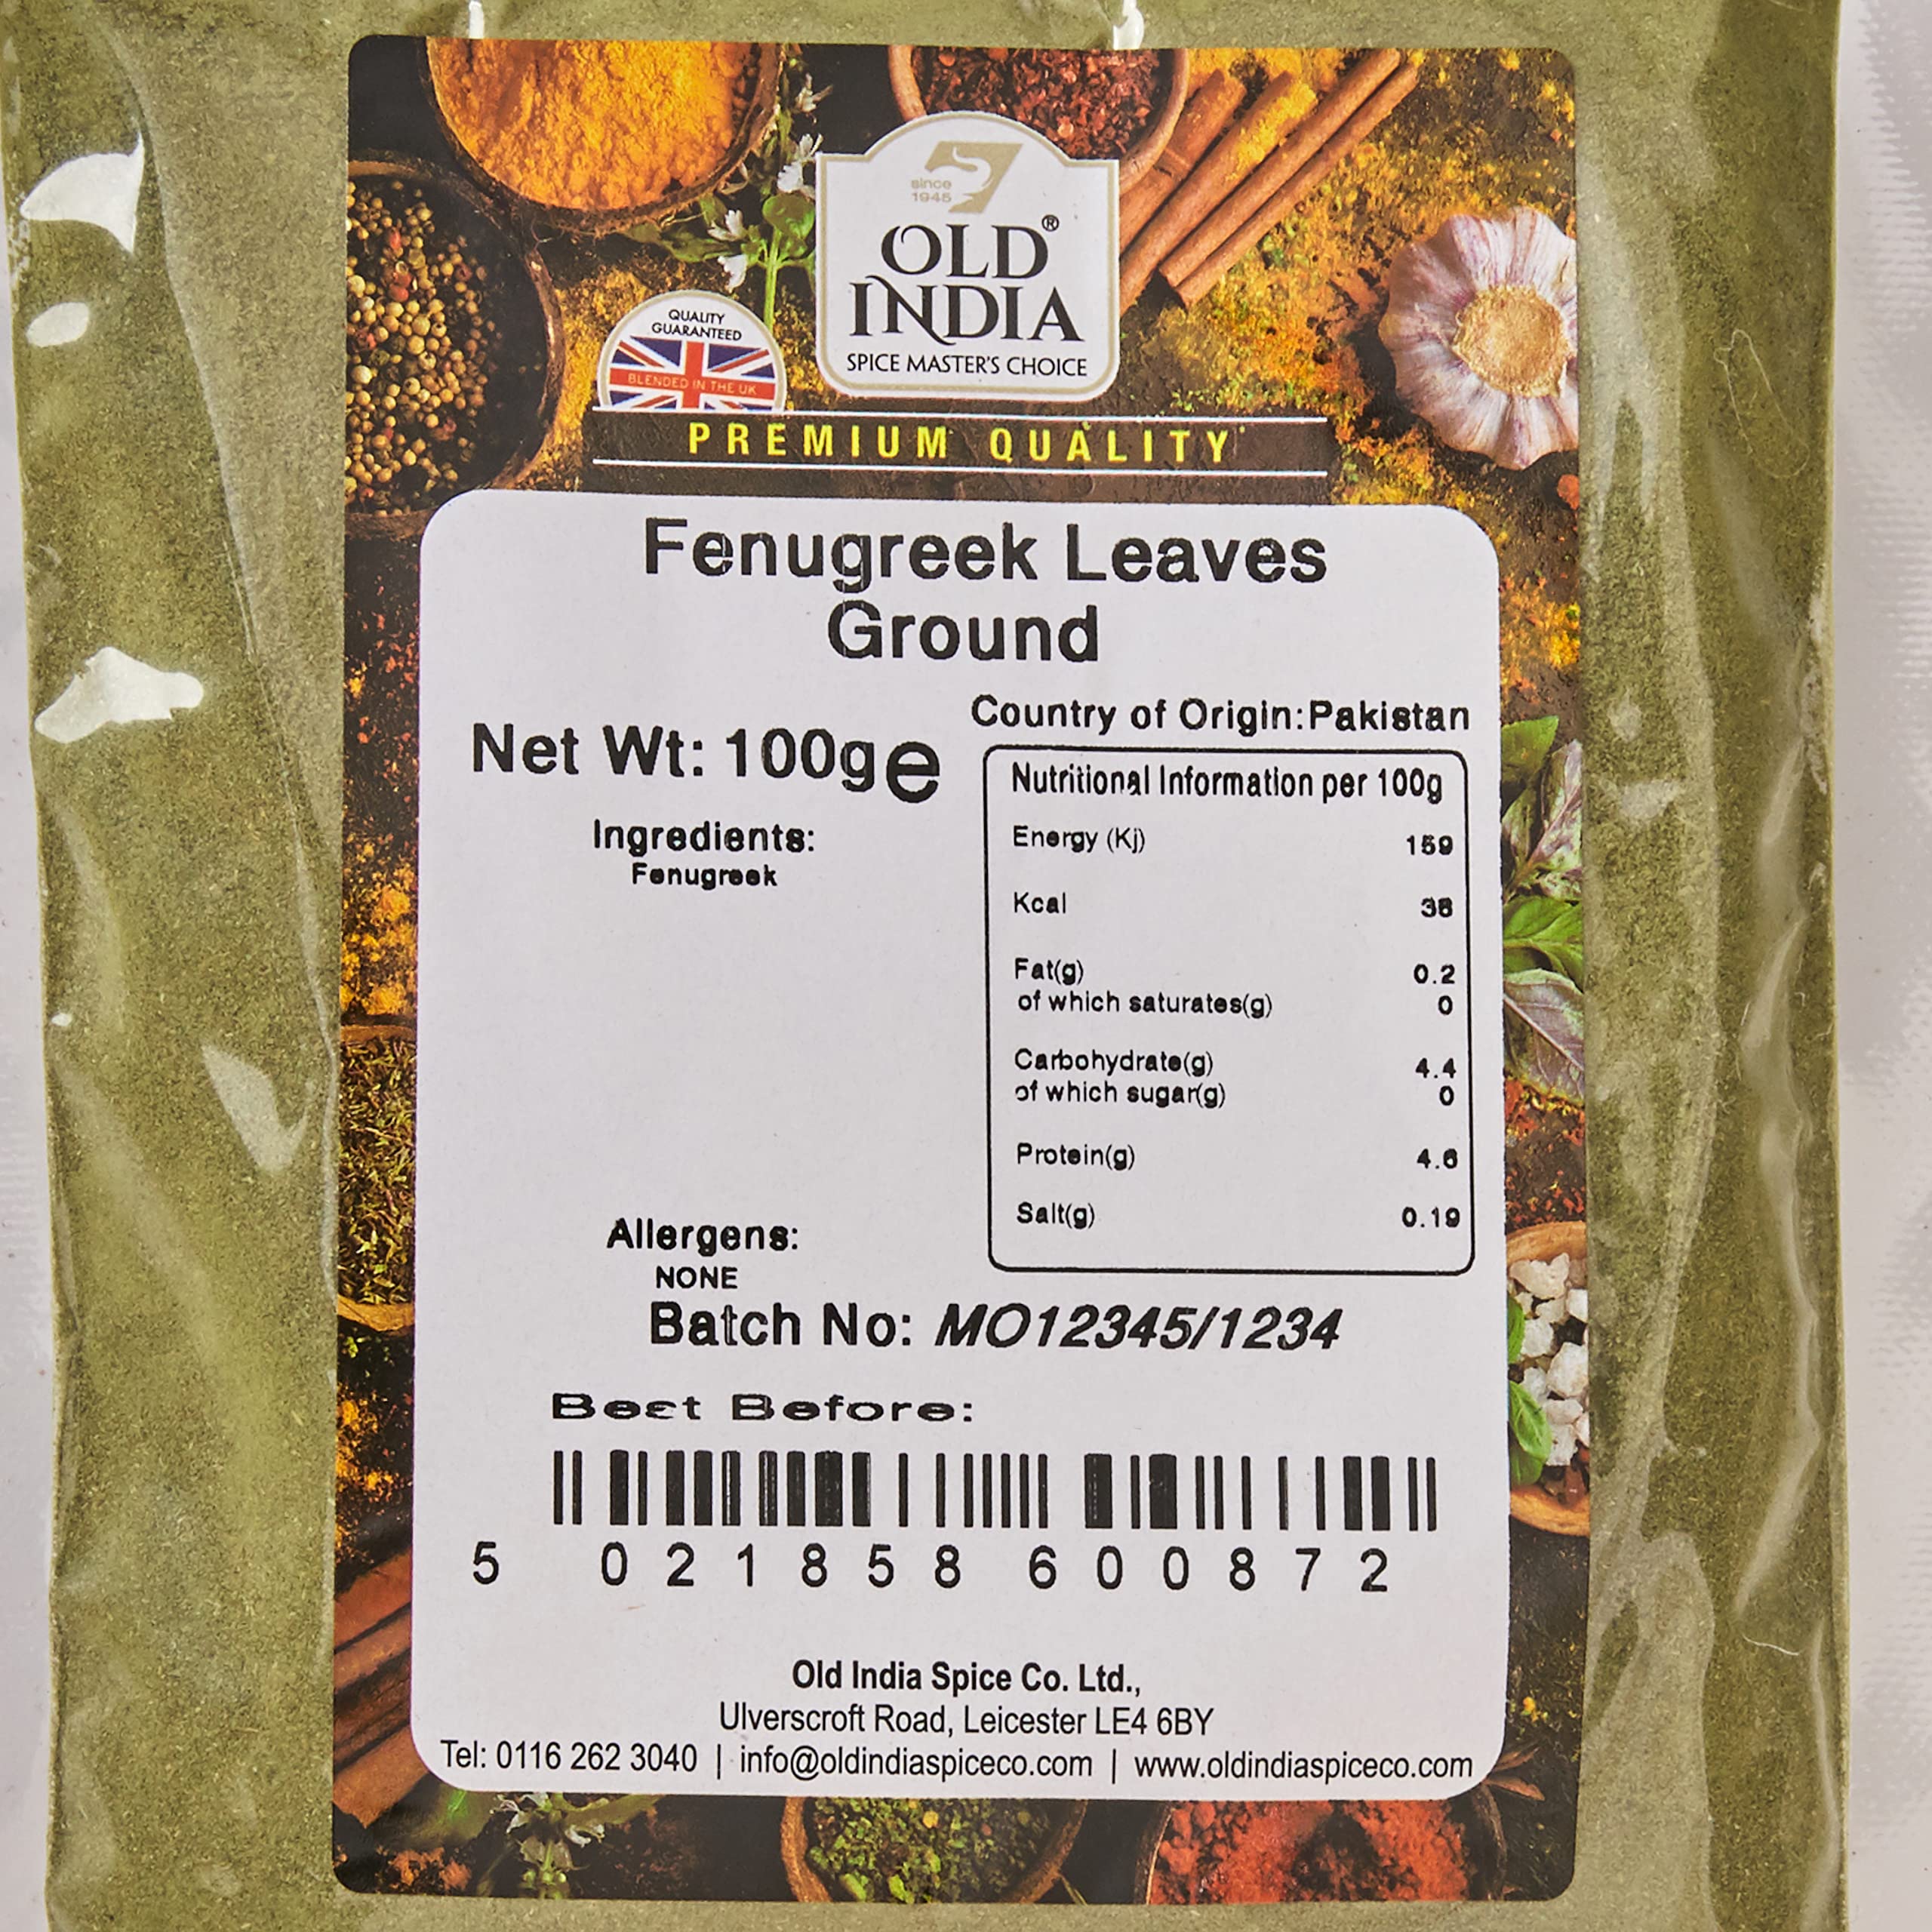 since
1945
OLD®
INDIA
SPICE MASTER'S CHOICE
QUALITY
GUARANTEED
BLENDED IN THE UK
PREMIUM QUALITY
Fenugreek Leaves
Ground
Country of Origin:Pakistan
Net Wt: 100g e
Ingredients:
Fenugreek
Nutritional Information per 100g
Energy (Kj) 159
Kcal 38
Fat(g) 0.2
of which saturates(g) 0
Carbohydrate(g) 4.4
of which sugar(g) 0
Protein(g) 4.6
Salt(g) 0.19
Allergens:
NONE
Batch No: MO12345/1234
Best Before:
5 021858 600872
Old India Spice Co. Ltd.,
Ulverscroft Road, Leicester LE4 6BY
Tel: 0116 262 3040 | info@oldindiaspiceco.com | www.oldindiaspiceco.com